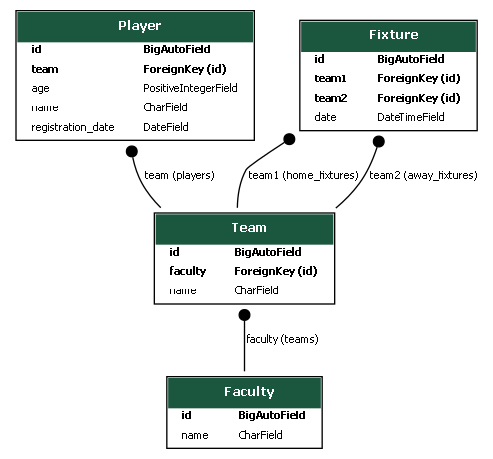 Player
id BigAutoField
team ForeignKey (id)
age PositiveIntegerField
name CharField
registration_date DateField
Fixture
id BigAutoField
team1 ForeignKey (id)
team2 ForeignKey (id)
date DateTimeField
team (players)
team1 (home_fixtures)
team2 (away_fixtures)
Team
id BigAutoField
faculty ForeignKey (id)
name CharField
faculty (teams)
Faculty
id BigAutoField
name CharField